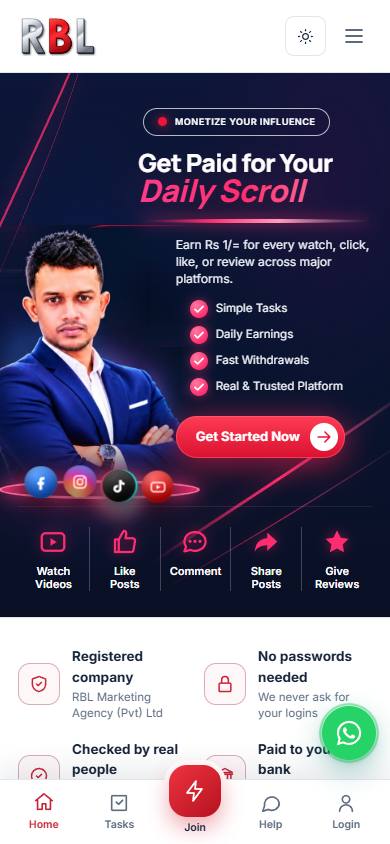 RBL
MONETIZE YOUR INFLUENCE
Get Paid for Your
Daily Scroll
Earn Rs 1/= for every watch, click,
like, or review across major
platforms.
Simple Tasks
Daily Earnings
Fast Withdrawals
Real & Trusted Platform
Get Started Now
Watch
Videos
Like
Posts
Comment
Share
Posts
Give
Reviews
Registered
company
RBL Marketing
Agency (Pvt) Ltd
No passwords
needed
We never ask for
your logins
Checked by real
people
Paid to
bank
Home
Tasks
Join
Help
Login